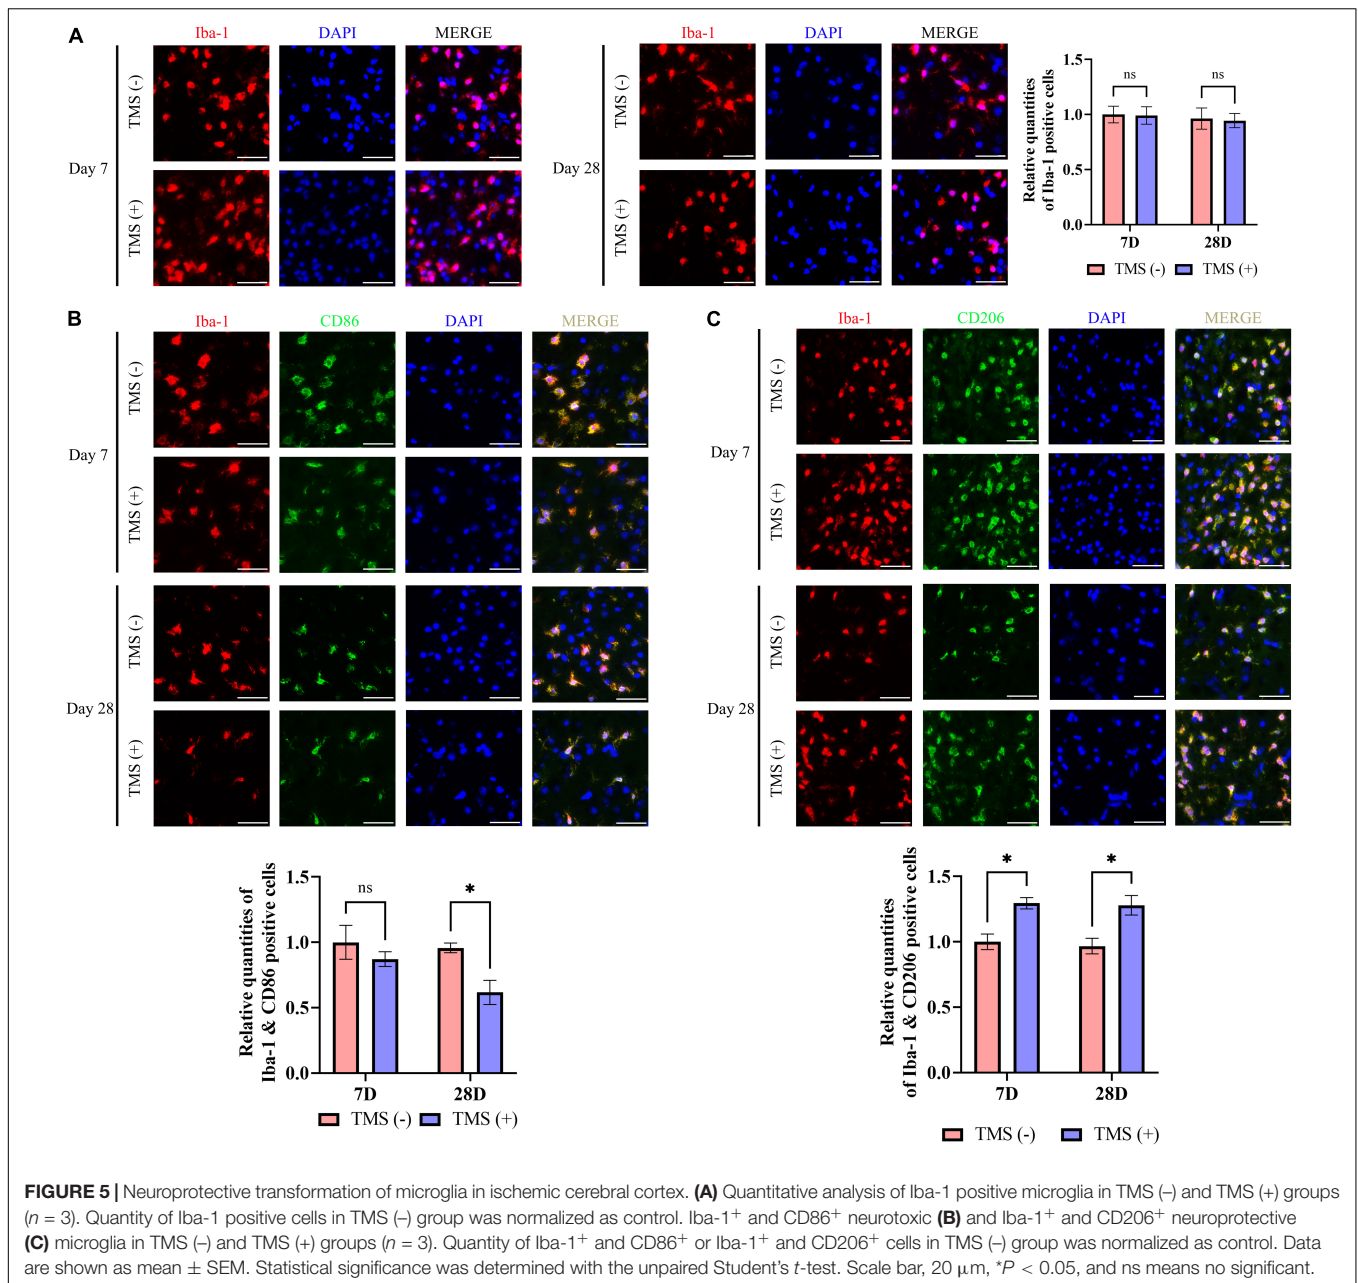 A
Iba-1 DAPI MERGE
Iba-1 DAPI MERGE
TMS (-)
Day 7
TMS (+)
TMS (-)
Day 28
TMS (+)
Relative quantities
of Iba-1 positive cells
1.5
1.0
0.5
0.0
ns ns
7D 28D
TMS (-) TMS (+)
B
Iba-1 CD86 DAPI MERGE
TMS (-)
Day 7
TMS (+)
TMS (-)
Day 28
TMS (+)
Relative quantities of
Iba-1 & CD86 positive cells
1.5
1.0
0.5
0.0
ns *
7D 28D
TMS (-) TMS (+)
C
Iba-1 CD206 DAPI MERGE
TMS (-)
Day 7
TMS (+)
TMS (-)
Day 28
TMS (+)
Relative quantities
of Iba-1 & CD206 positive cells
1.5
1.0
0.5
0.0
* *
7D 28D
TMS (-) TMS (+)
FIGURE 5 | Neuroprotective transformation of microglia in ischemic cerebral cortex. (A) Quantitative analysis of Iba-1 positive microglia in TMS (–) and TMS (+) groups
(n = 3). Quantity of Iba-1 positive cells in TMS (–) group was normalized as control. Iba-1⁺ and CD86⁺ neurotoxic (B) and Iba-1⁺ and CD206⁺ neuroprotective
(C) microglia in TMS (–) and TMS (+) groups (n = 3). Quantity of Iba-1⁺ and CD86⁺ or Iba-1⁺ and CD206⁺ cells in TMS (–) group was normalized as control. Data
are shown as mean ± SEM. Statistical significance was determined with the unpaired Student's t-test. Scale bar, 20 μm, *P < 0.05, and ns means no significant.